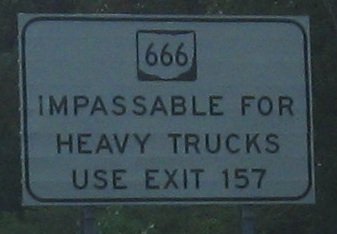 666
IMPASSABLE FOR
HEAVY TRUCKS
USE EXIT 157